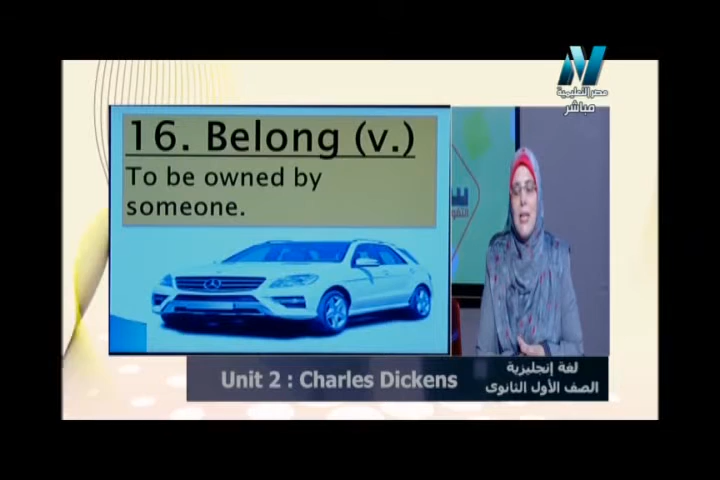 مصر التعليمية
مباشر
16. Belong (v.)
To be owned by
someone.
Unit 2 : Charles Dickens
لغة إنجليزية
الصف الأول الثانوى